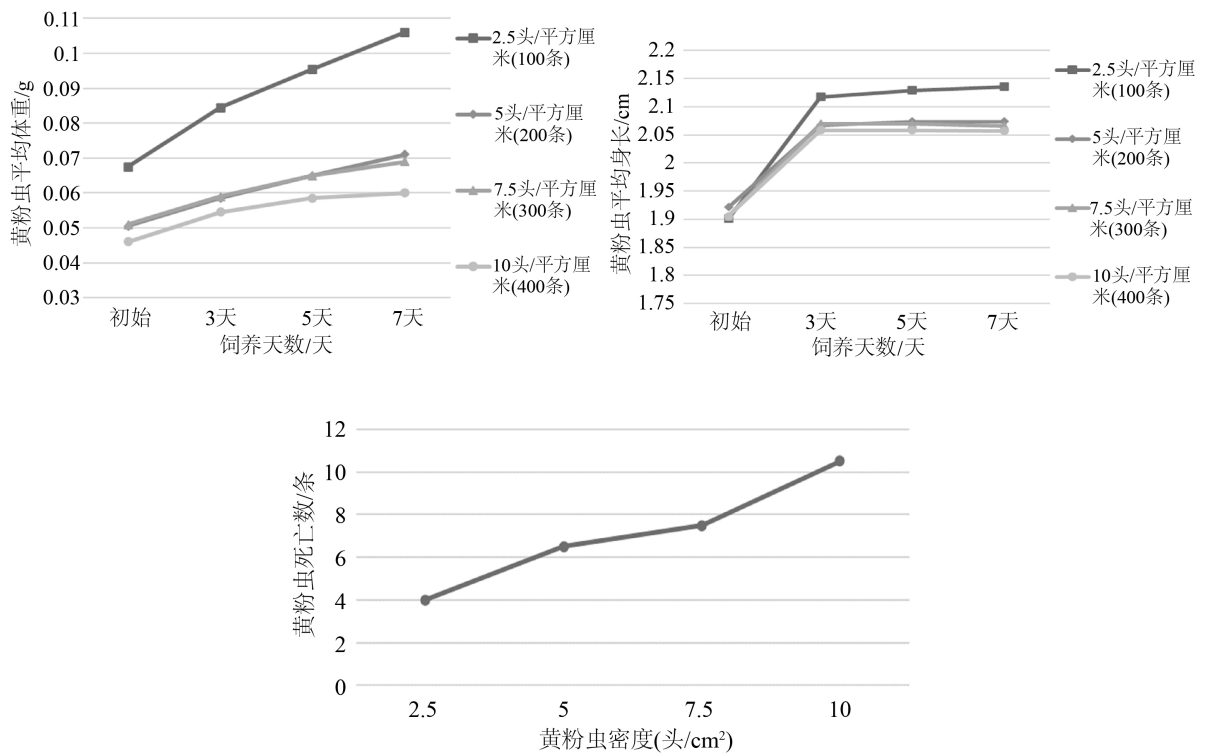 黄粉虫平均体重/g
0.11
0.1
0.09
0.08
0.07
0.06
0.05
0.04
0.03
初始
3天
5天
7天
饲养天数/天
2.5头/平方厘
米(100条)
5头/平方厘
米(200条)
7.5头/平方厘
米(300条)
10头/平方厘
米(400条)
黄粉虫平均身长/cm
2.2
2.15
2.1
2.05
2
1.95
1.9
1.85
1.8
1.75
初始
3天
5天
7天
饲养天数/天
2.5头/平方厘
米(100条)
5头/平方厘
米(200条)
7.5头/平方厘
米(300条)
10头/平方厘
米(400条)
黄粉虫死亡数/条
12
10
8
6
4
2
0
2.5
5
7.5
10
黄粉虫密度(头/cm²)